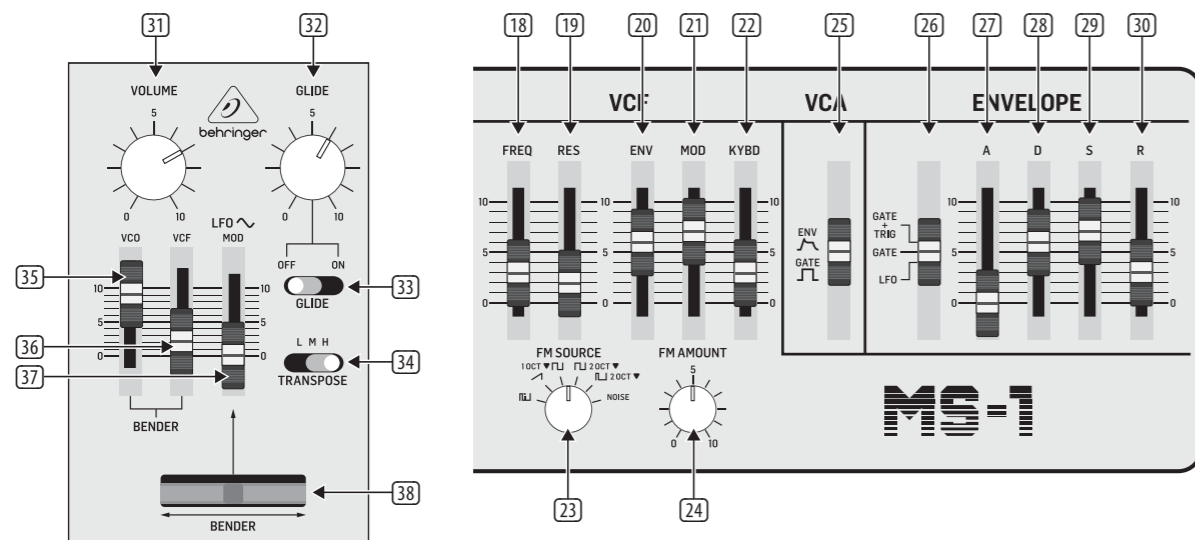 31 32
VOLUME GLIDE
5 5
behringer
0 10 0 10
LFO
VCO VCF MOD
OFF ON
35
10 10
33
GLIDE
5 5
36
L M H
34
0 0
37
TRANSPOSE
BENDER
38
BENDER
18 19 20 21 22 25 26 27 28 29 30
VCF VCA ENVELOPE
FREQ RES ENV MOD KYBD A D S R
10 10 10
GATE
+
TRIG
ENV
5 5 GATE 5
GATE
LFO
0 0 0
FM SOURCE FM AMOUNT
1 OCT ▼ 2 OCT ▼ 5
2 OCT ▼
NOISE
0 10
MS-1
23 24